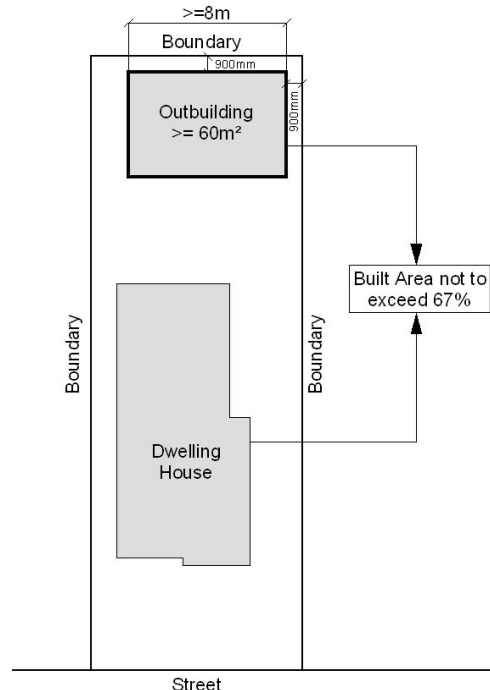 >=8m
Boundary
900mm
Outbuilding
>= 60m²
900mm
Built Area not to
exceed 67%
Boundary
Boundary
Dwelling
House
Street